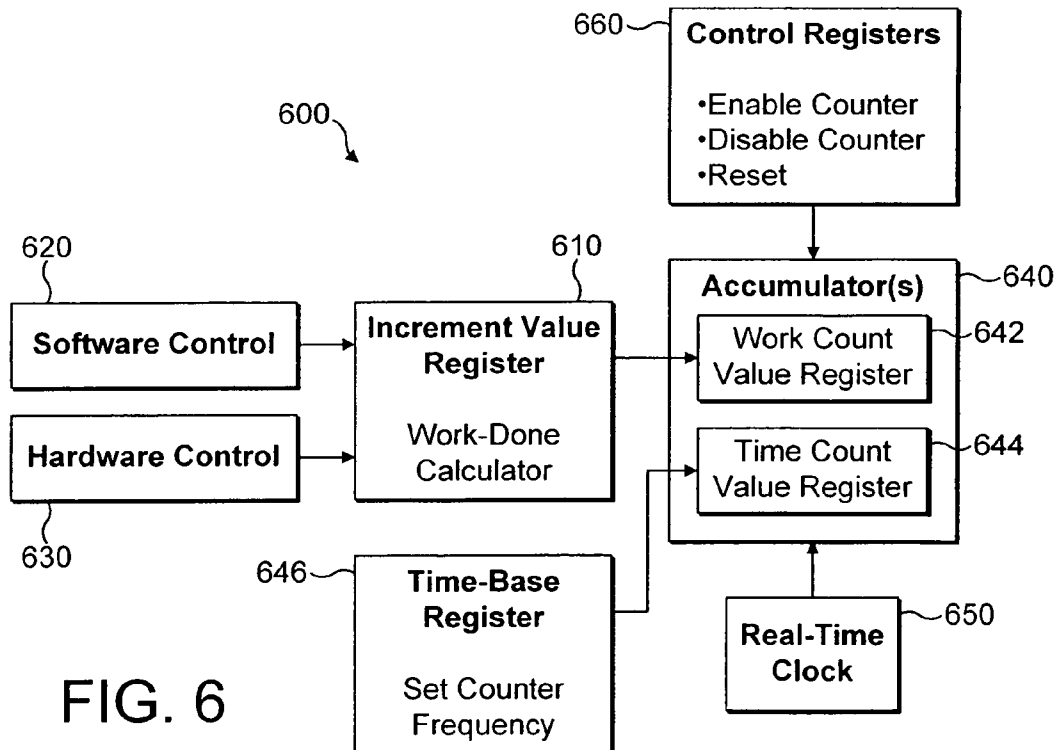 660
Control Registers
•Enable Counter
•Disable Counter
•Reset
600
620
Software Control
Hardware Control
630
610
Increment Value
Register
Work-Done
Calculator
Accumulator(s)
640
Work Count
Value Register
642
Time Count
Value Register
644
646
Time-Base
Register
Set Counter
Frequency
Real-Time
Clock
650
FIG. 6